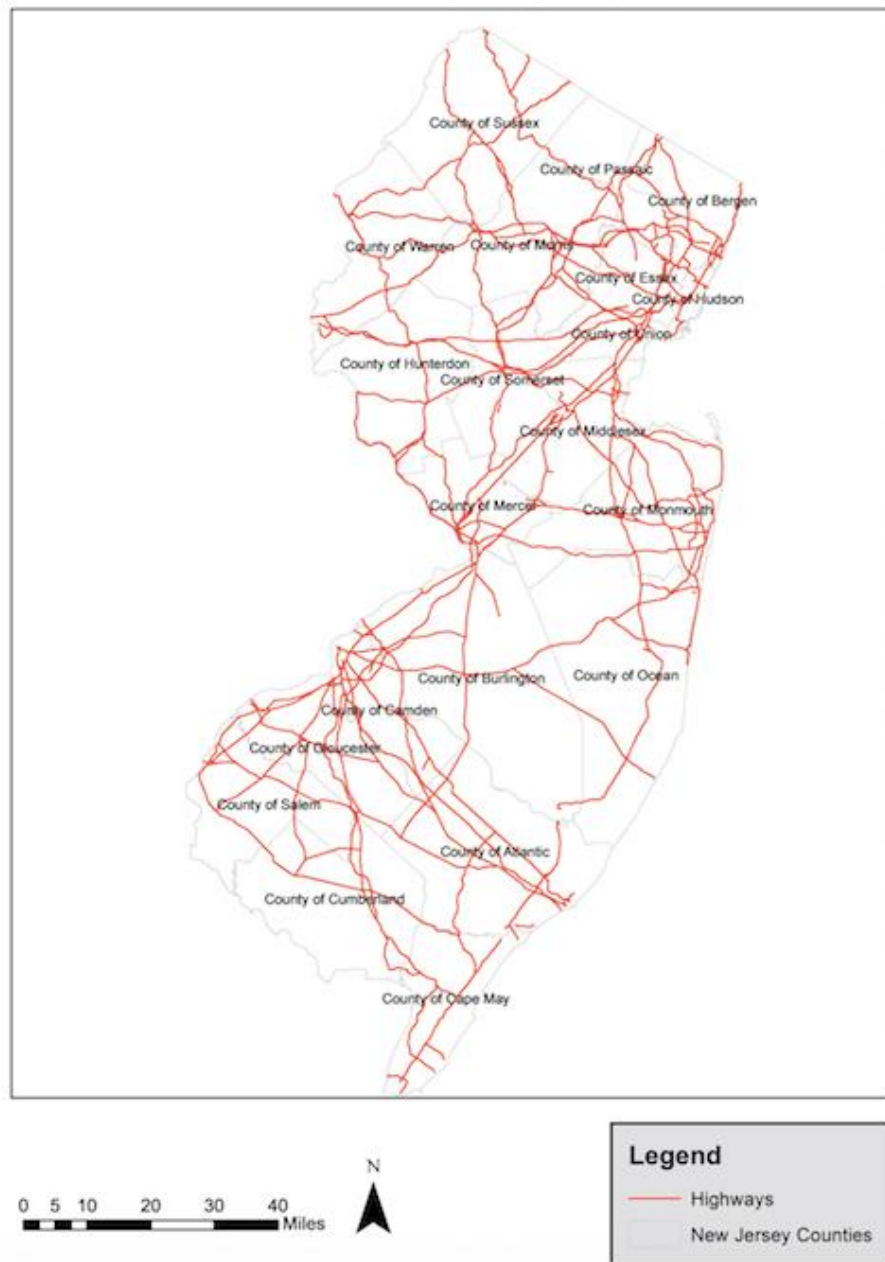 County of Sussex
County of Passaic
County of Bergen
County of Warren
County of Morris
County of Essex
County of Hudson
County of Union
County of Hunterdon
County of Somerset
County of Middlesex
County of Mercer
County of Monmouth
County of Burlington
County of Ocean
County of Camden
County of Gloucester
County of Salem
County of Atlantic
County of Cumberland
County of Cape May
N
0 5 10 20 30 40
Miles
Legend
Highways
New Jersey Counties